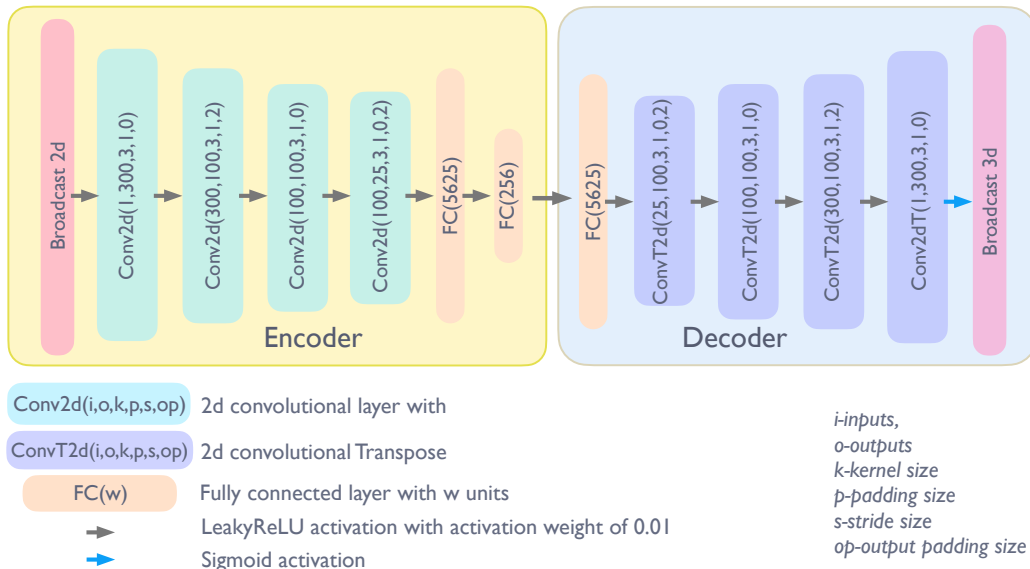 Broadcast 2d
Conv2d(1,300,3,1,0)
Conv2d(300,100,3,1,2)
Conv2d(100,100,3,1,0)
Conv2d(100,25,3,1,0,2)
FC(5625)
FC(256)
Encoder
FC(5625)
ConvT2d(25,100,3,1,0,2)
ConvT2d(100,100,3,1,0)
ConvT2d(300,100,3,1,2)
Conv2dT(1,300,3,1,0)
Broadcast 3d
Decoder
Conv2d(i,o,k,p,s,op) 2d convolutional layer with
ConvT2d(i,o,k,p,s,op) 2d convolutional Transpose
FC(w) Fully connected layer with w units
LeakyReLU activation with activation weight of 0.01
Sigmoid activation
i-inputs,
o-outputs
k-kernel size
p-padding size
s-stride size
op-output padding size